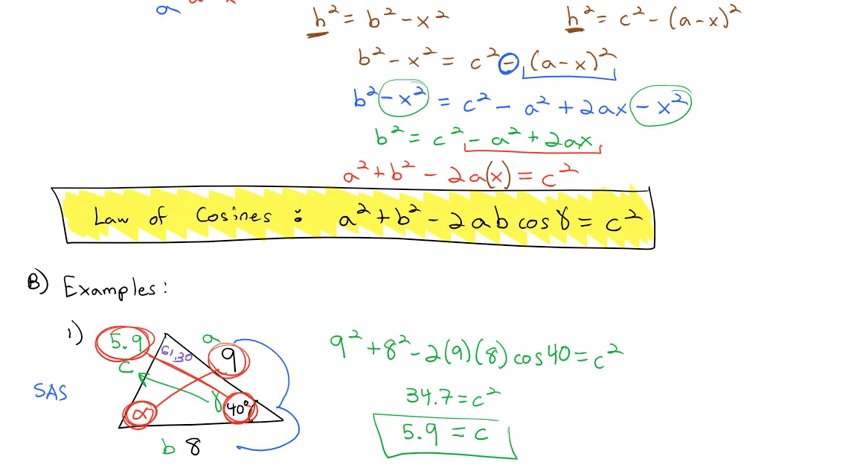 a
h² = b² - x²
h² = c² - (a-x)²
b² - x² = c² - (a-x)²
b² - x² = c² - a² + 2ax - x²
b² = c² - a² + 2ax
a² + b² - 2a(x) = c²
Law of Cosines : a² + b² - 2ab cos γ = c²
B) Examples:
1)
5.9
c
a
9
SAS
α
γ
40°
b 8
9² + 8² - 2(9)(8) cos 40 = c²
34.7 = c²
5.9 = c